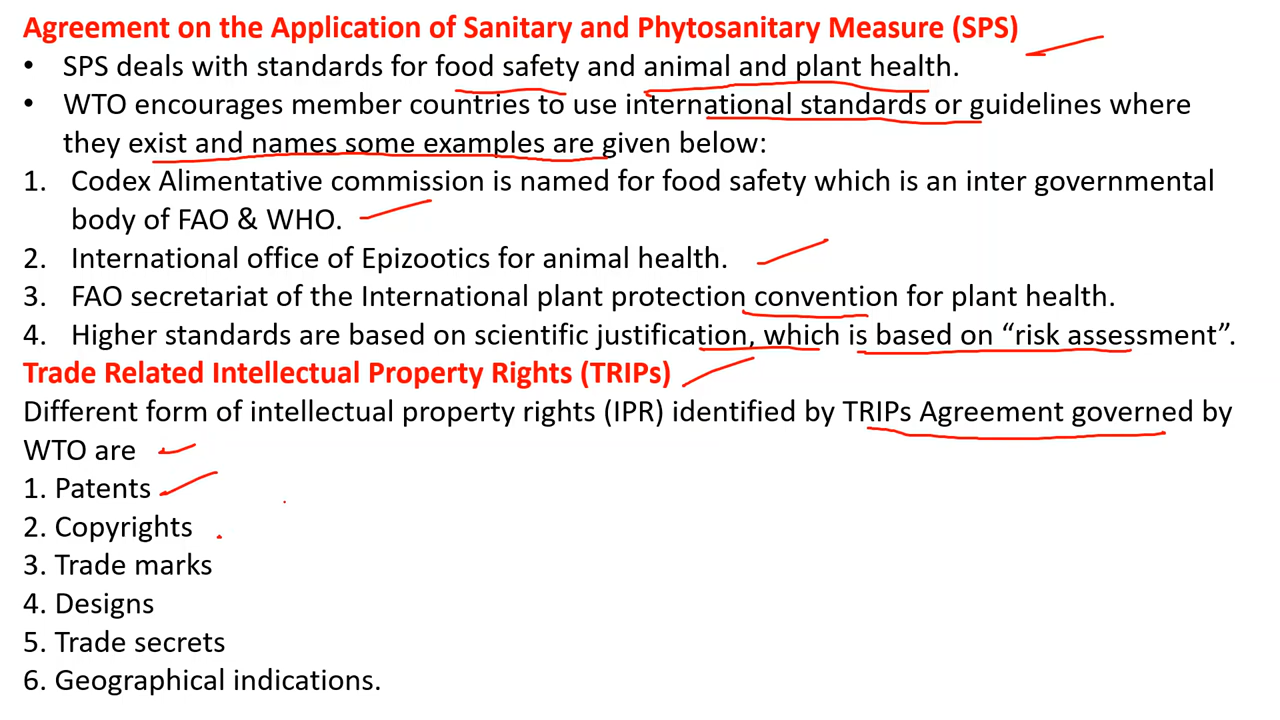 Agreement on the Application of Sanitary and Phytosanitary Measure (SPS)
• SPS deals with standards for food safety and animal and plant health.
• WTO encourages member countries to use international standards or guidelines where
they exist and names some examples are given below:
1. Codex Alimentative commission is named for food safety which is an inter governmental
body of FAO & WHO.
2. International office of Epizootics for animal health.
3. FAO secretariat of the International plant protection convention for plant health.
4. Higher standards are based on scientific justification, which is based on “risk assessment”.
Trade Related Intellectual Property Rights (TRIPs)
Different form of intellectual property rights (IPR) identified by TRIPs Agreement governed by
WTO are
1. Patents
2. Copyrights
3. Trade marks
4. Designs
5. Trade secrets
6. Geographical indications.